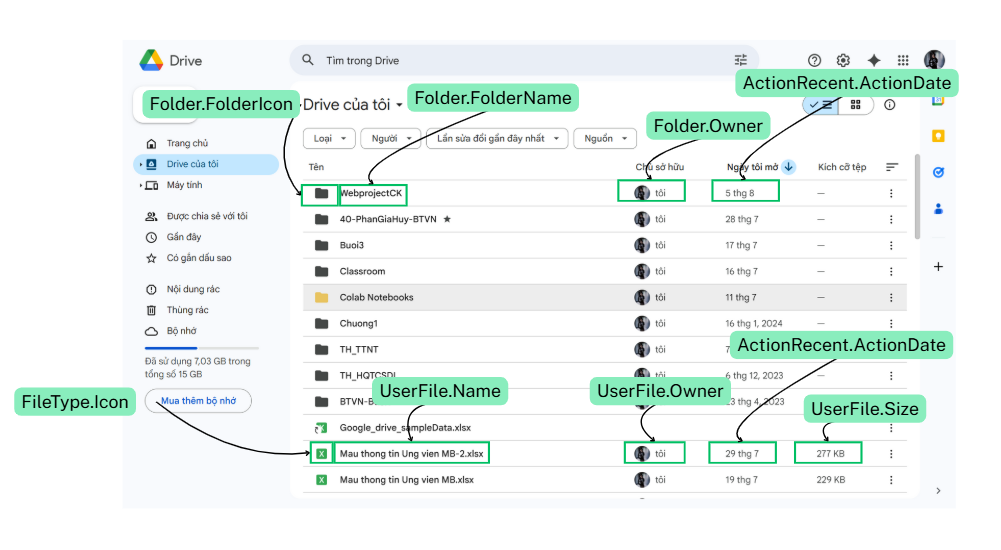 Drive
Tìm trong Drive
ActionRecent.ActionDate
Folder.FolderIcon
Drive của tôi
Folder.FolderName
Folder.Owner
Loại
Người
Lần sửa đổi gần đây nhất
Nguồn
Trang chủ
Drive của tôi
Máy tính
Được chia sẻ với tôi
Gần đây
Có gắn dấu sao
Nội dung rác
Thùng rác
Bộ nhớ
Đã sử dụng 7,03 GB trong
tổng số 15 GB
Mua thêm bộ nhớ
FileType.Icon
Tên
Chủ sở hữu
Ngày tôi mở
Kích cỡ tệp
WebprojectCK
tôi
5 thg 8
—
40-PhanGiaHuy-BTVN
tôi
28 thg 7
—
Buoi3
tôi
17 thg 7
—
Classroom
tôi
16 thg 7
—
Colab Notebooks
tôi
11 thg 7
—
Chuong1
tôi
16 thg 1, 2024
—
TH_TTNT
tôi
ActionRecent.ActionDate
TH_HQTCSDL
tôi
6 thg 12, 2023
—
UserFile.Name
UserFile.Owner
UserFile.Size
23 thg 4, 2023
Google_drive_sampleData.xlsx
Mau thong tin Ung vien MB-2.xlsx
tôi
29 thg 7
277 KB
Mau thong tin Ung vien MB.xlsx
tôi
19 thg 7
229 KB